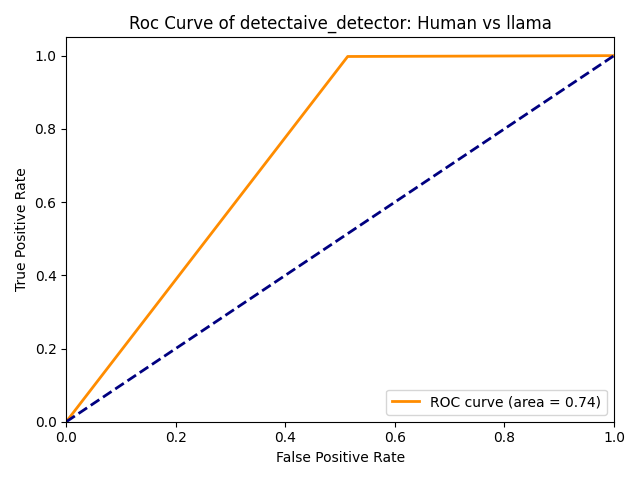 Roc Curve of detectaive_detector: Human vs llama
True Positive Rate
1.0
0.8
0.6
0.4
0.2
0.0
0.0 0.2 0.4 0.6 0.8 1.0
False Positive Rate
ROC curve (area = 0.74)